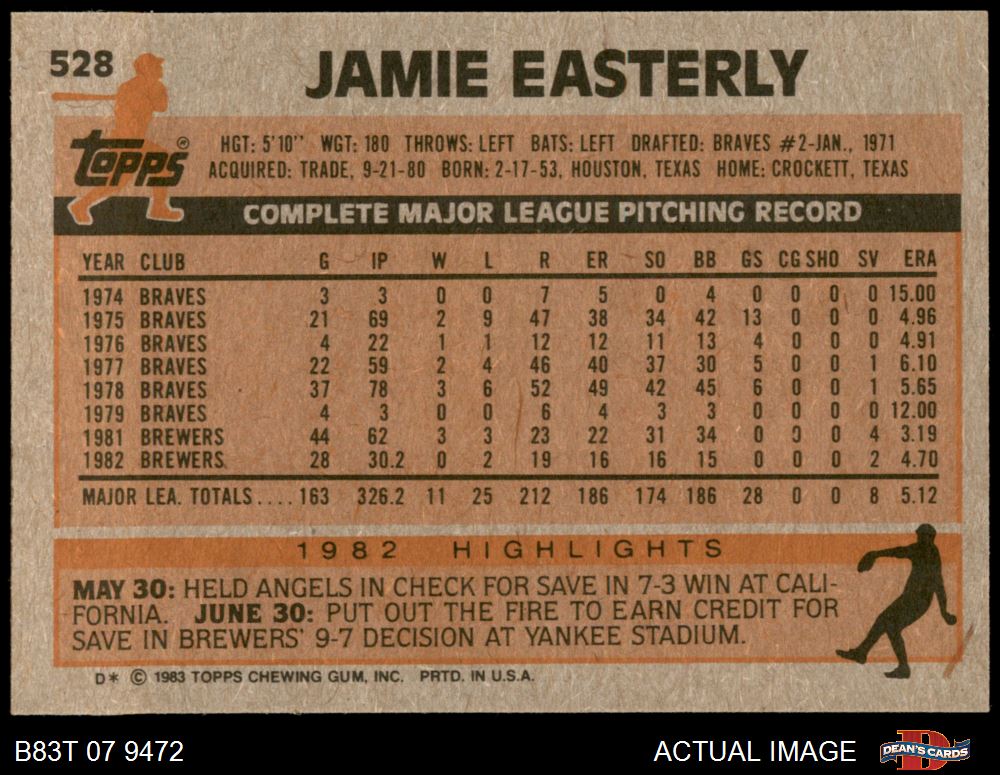 528
JAMIE EASTERLY
TOPPS ®
HGT: 5'10'' WGT: 180 THROWS: LEFT BATS: LEFT DRAFTED: BRAVES #2-JAN., 1971
ACQUIRED: TRADE, 9-21-80 BORN: 2-17-53, HOUSTON, TEXAS HOME: CROCKETT, TEXAS
COMPLETE MAJOR LEAGUE PITCHING RECORD
YEAR CLUB G IP W L R ER SO BB GS CG SHO SV ERA
1974 BRAVES 3 3 0 0 7 5 0 4 0 0 0 0 15.00
1975 BRAVES 21 69 2 9 47 38 34 42 13 0 0 0 4.96
1976 BRAVES 4 22 1 1 12 12 11 13 4 0 0 0 4.91
1977 BRAVES 22 59 2 4 46 40 37 30 5 0 0 1 6.10
1978 BRAVES 37 78 3 6 52 49 42 45 6 0 0 1 5.65
1979 BRAVES 4 3 0 0 6 4 3 3 0 0 0 0 12.00
1981 BREWERS 44 62 3 3 23 22 31 34 0 0 0 4 3.19
1982 BREWERS 28 30.2 0 2 19 16 16 15 0 0 0 2 4.70
MAJOR LEA. TOTALS.... 163 326.2 11 25 212 186 174 186 28 0 0 8 5.12
1982 HIGHLIGHTS
MAY 30: HELD ANGELS IN CHECK FOR SAVE IN 7-3 WIN AT CALI-
FORNIA. JUNE 30: PUT OUT THE FIRE TO EARN CREDIT FOR
SAVE IN BREWERS' 9-7 DECISION AT YANKEE STADIUM.
D* © 1983 TOPPS CHEWING GUM, INC. PRTD. IN U.S.A.
B83T 07 9472
ACTUAL IMAGE
DEAN'S CARDS